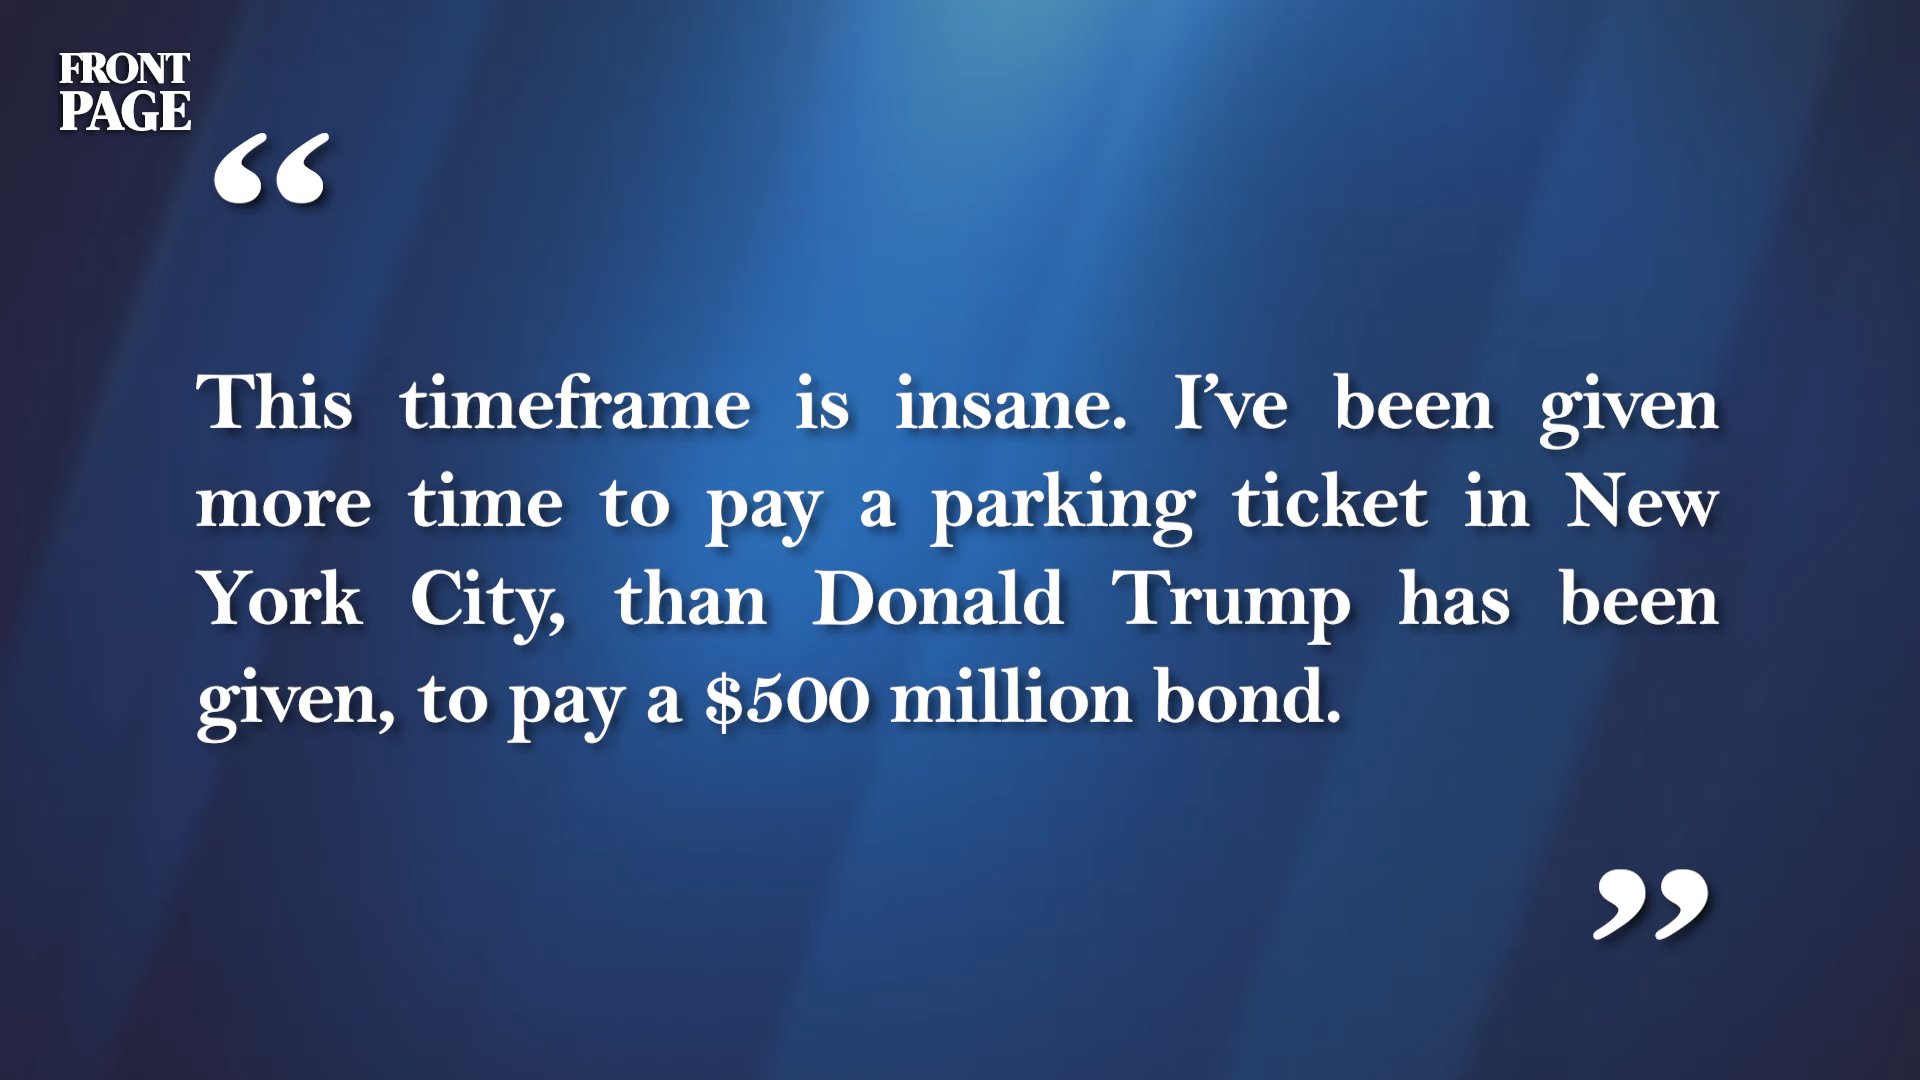 FRONT
PAGE
“
This timeframe is insane. I’ve been given
more time to pay a parking ticket in New
York City, than Donald Trump has been
given, to pay a $500 million bond.
”